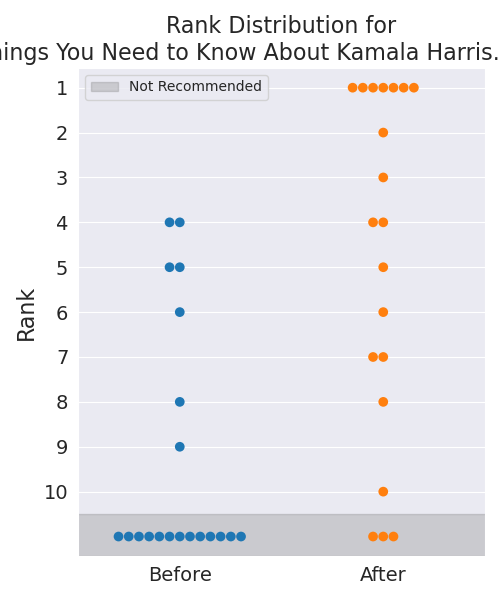 Rank Distribution for
You Need to Know About Kamala Harris.
Not Recommended
1
2
3
4
5
6
7
8
9
10
Rank
Before
After